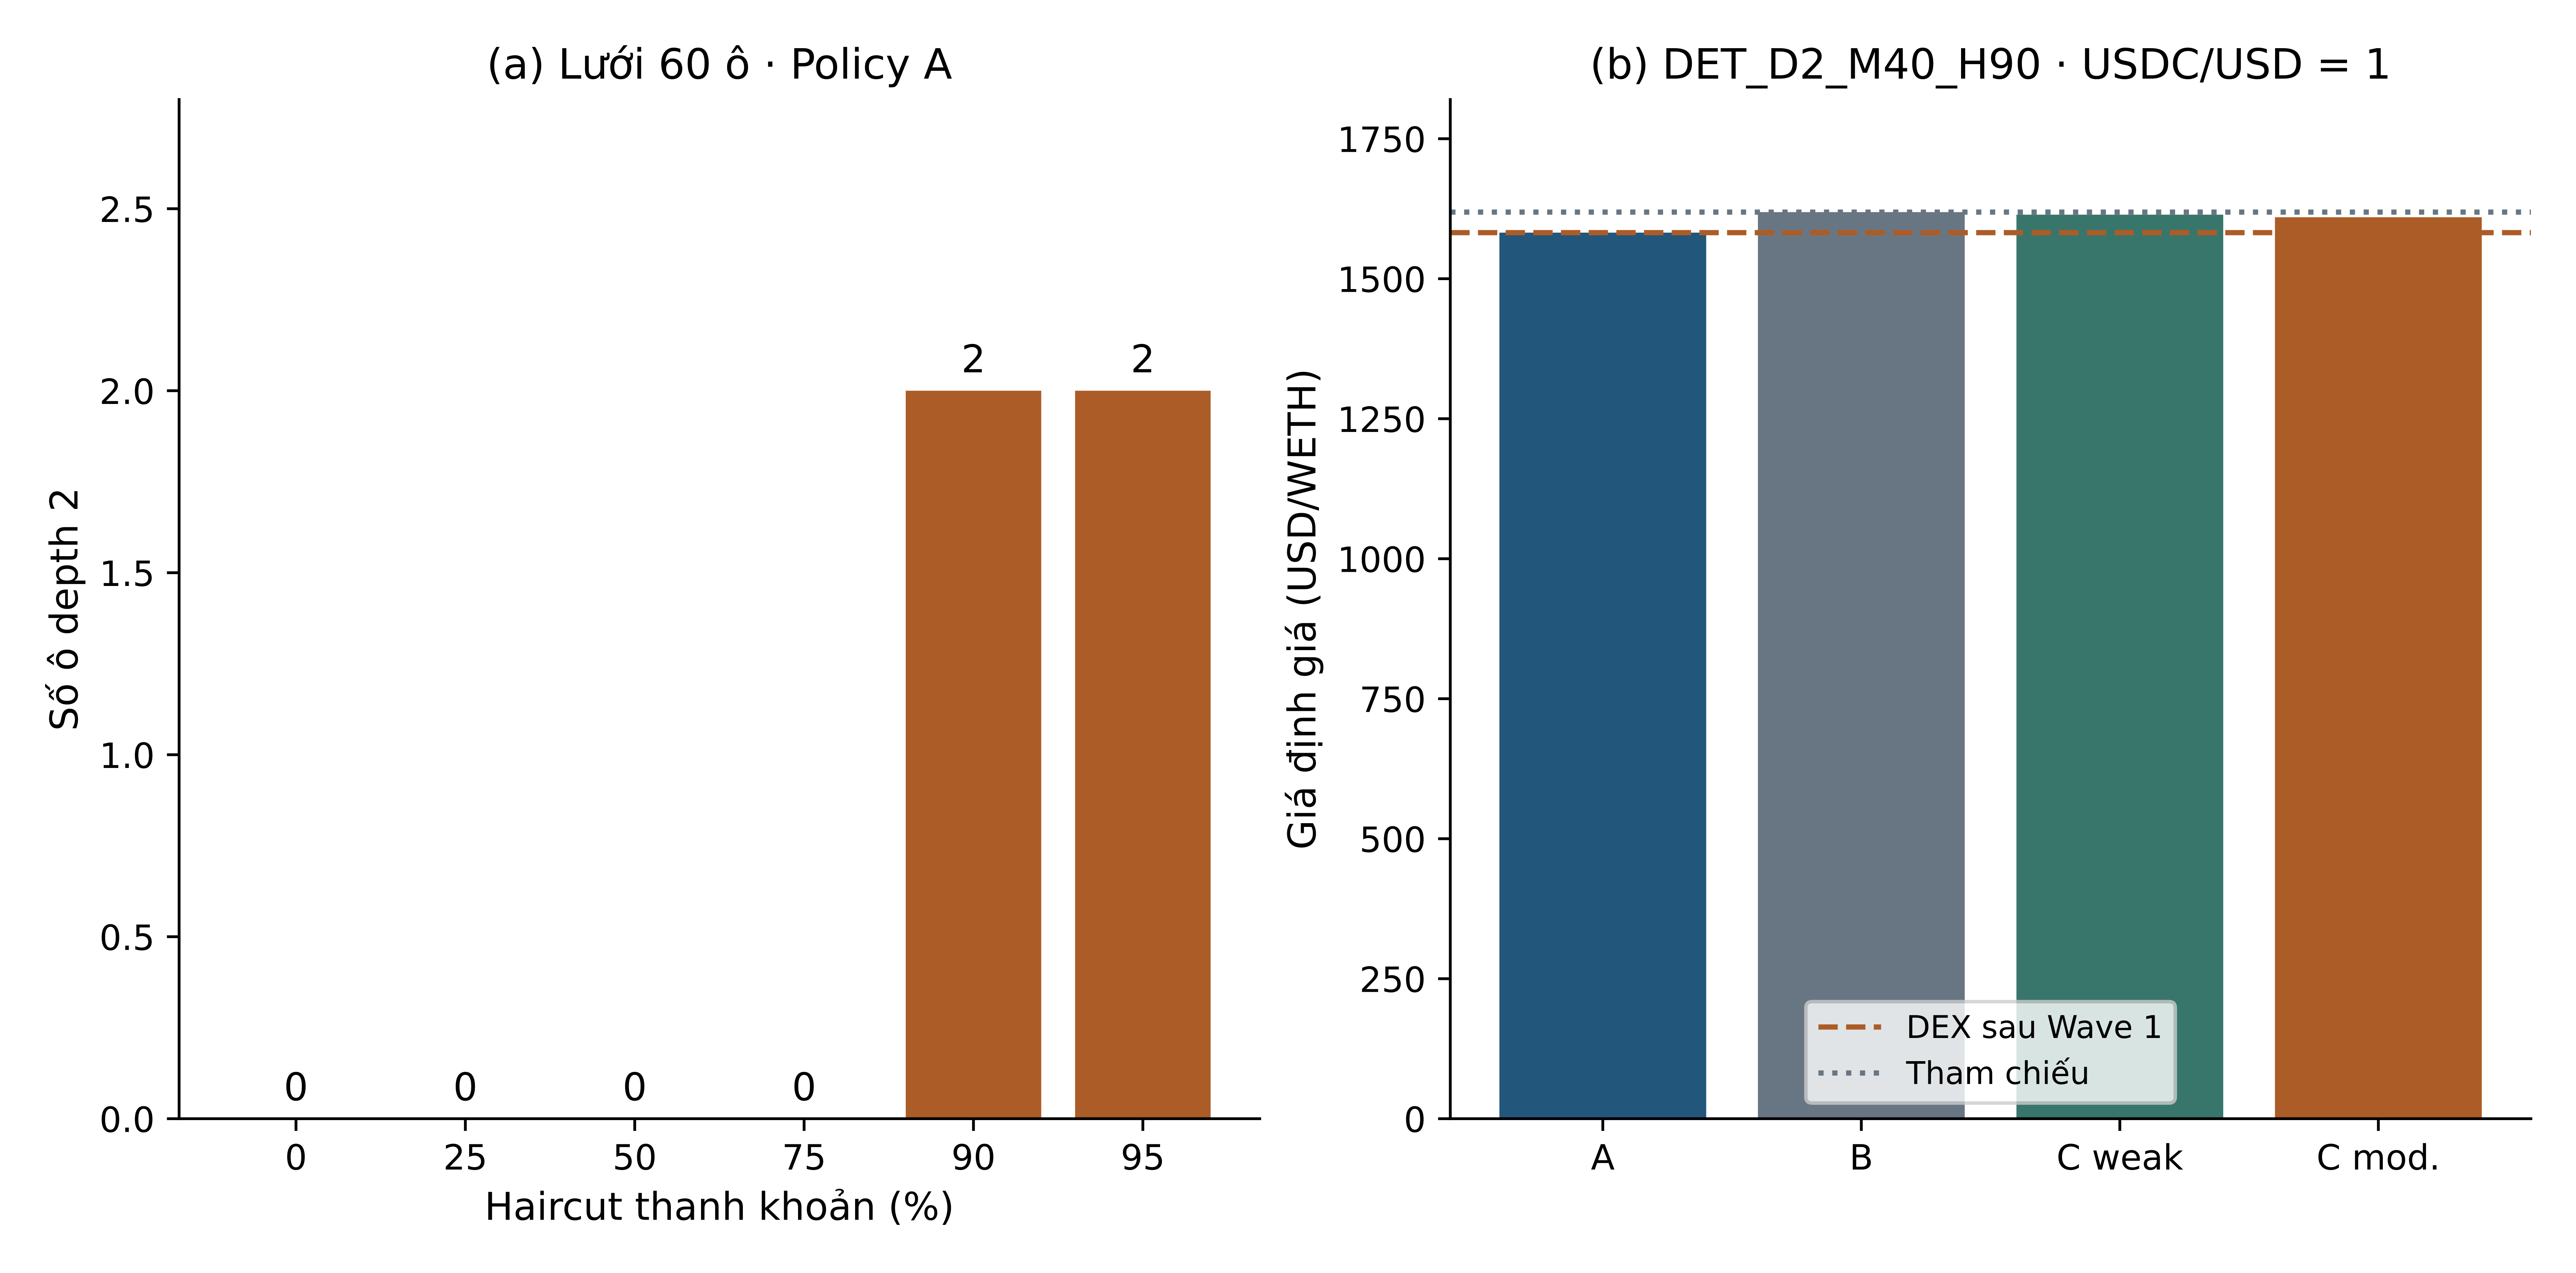 (a) Lưới 60 ô · Policy A
Số ô depth 2
2.5
2.0
1.5
1.0
0.5
0.0
0
0
0
0
2
2
0
25
50
75
90
95
Haircut thanh khoản (%)
(b) DET_D2_M40_H90 · USDC/USD = 1
Giá định giá (USD/WETH)
1750
1500
1250
1000
750
500
250
0
DEX sau Wave 1
Tham chiếu
A
B
C weak
C mod.